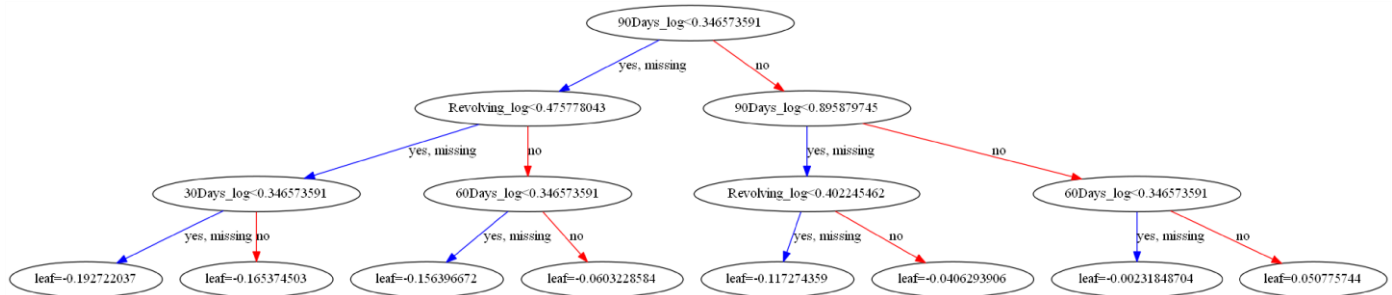 90Days_log<0.346573591
yes, missing
no
Revolving_log<0.475778043
90Days_log<0.895879745
yes, missing
no
yes, missing
no
30Days_log<0.346573591
60Days_log<0.346573591
Revolving_log<0.402245462
60Days_log<0.346573591
yes, missing
no
yes, missing
no
yes, missing
no
yes, missing
no
leaf=-0.192722037
leaf=-0.165374503
leaf=-0.156396672
leaf=-0.0603228584
leaf=-0.117274359
leaf=-0.0406293906
leaf=-0.00231848704
leaf=0.050775744